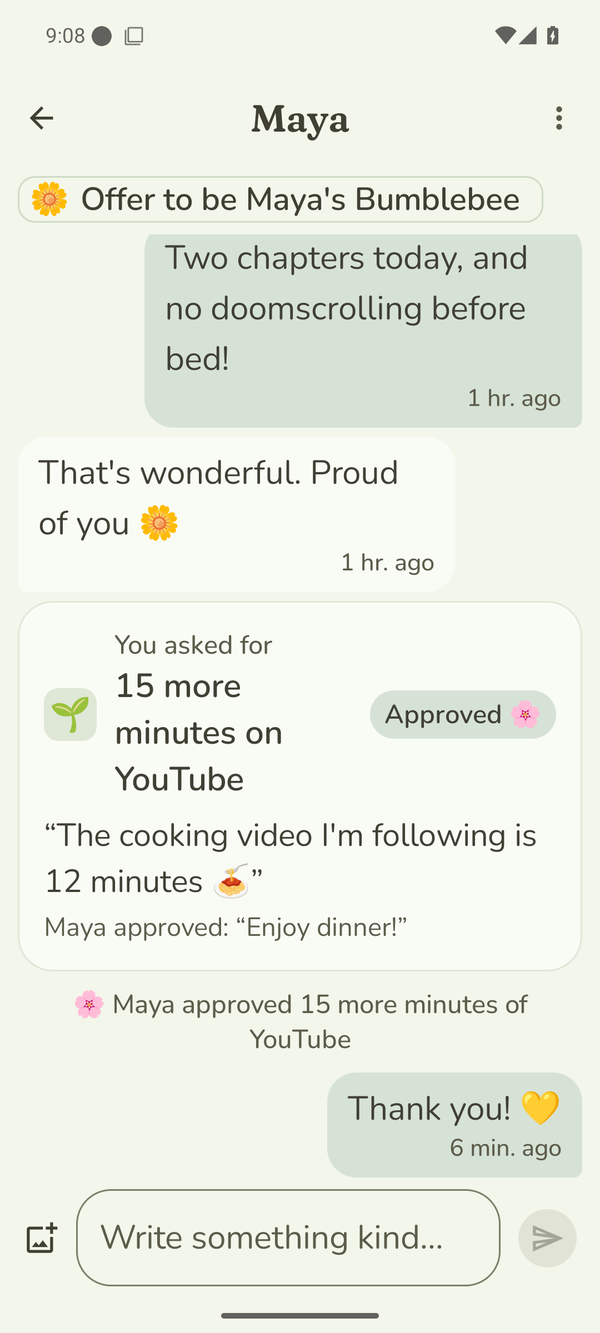 9:08
Maya
🌼 Offer to be Maya's Bumblebee
Two chapters today, and
no doomscrolling before
bed!
1 hr. ago
That's wonderful. Proud
of you 🌼
1 hr. ago
You asked for
15 more
minutes on
YouTube
Approved 🌸
“The cooking video I'm following is
12 minutes 🍝”
Maya approved: “Enjoy dinner!”
🌸 Maya approved 15 more minutes of
YouTube
Thank you! 💛
6 min. ago
Write something kind...